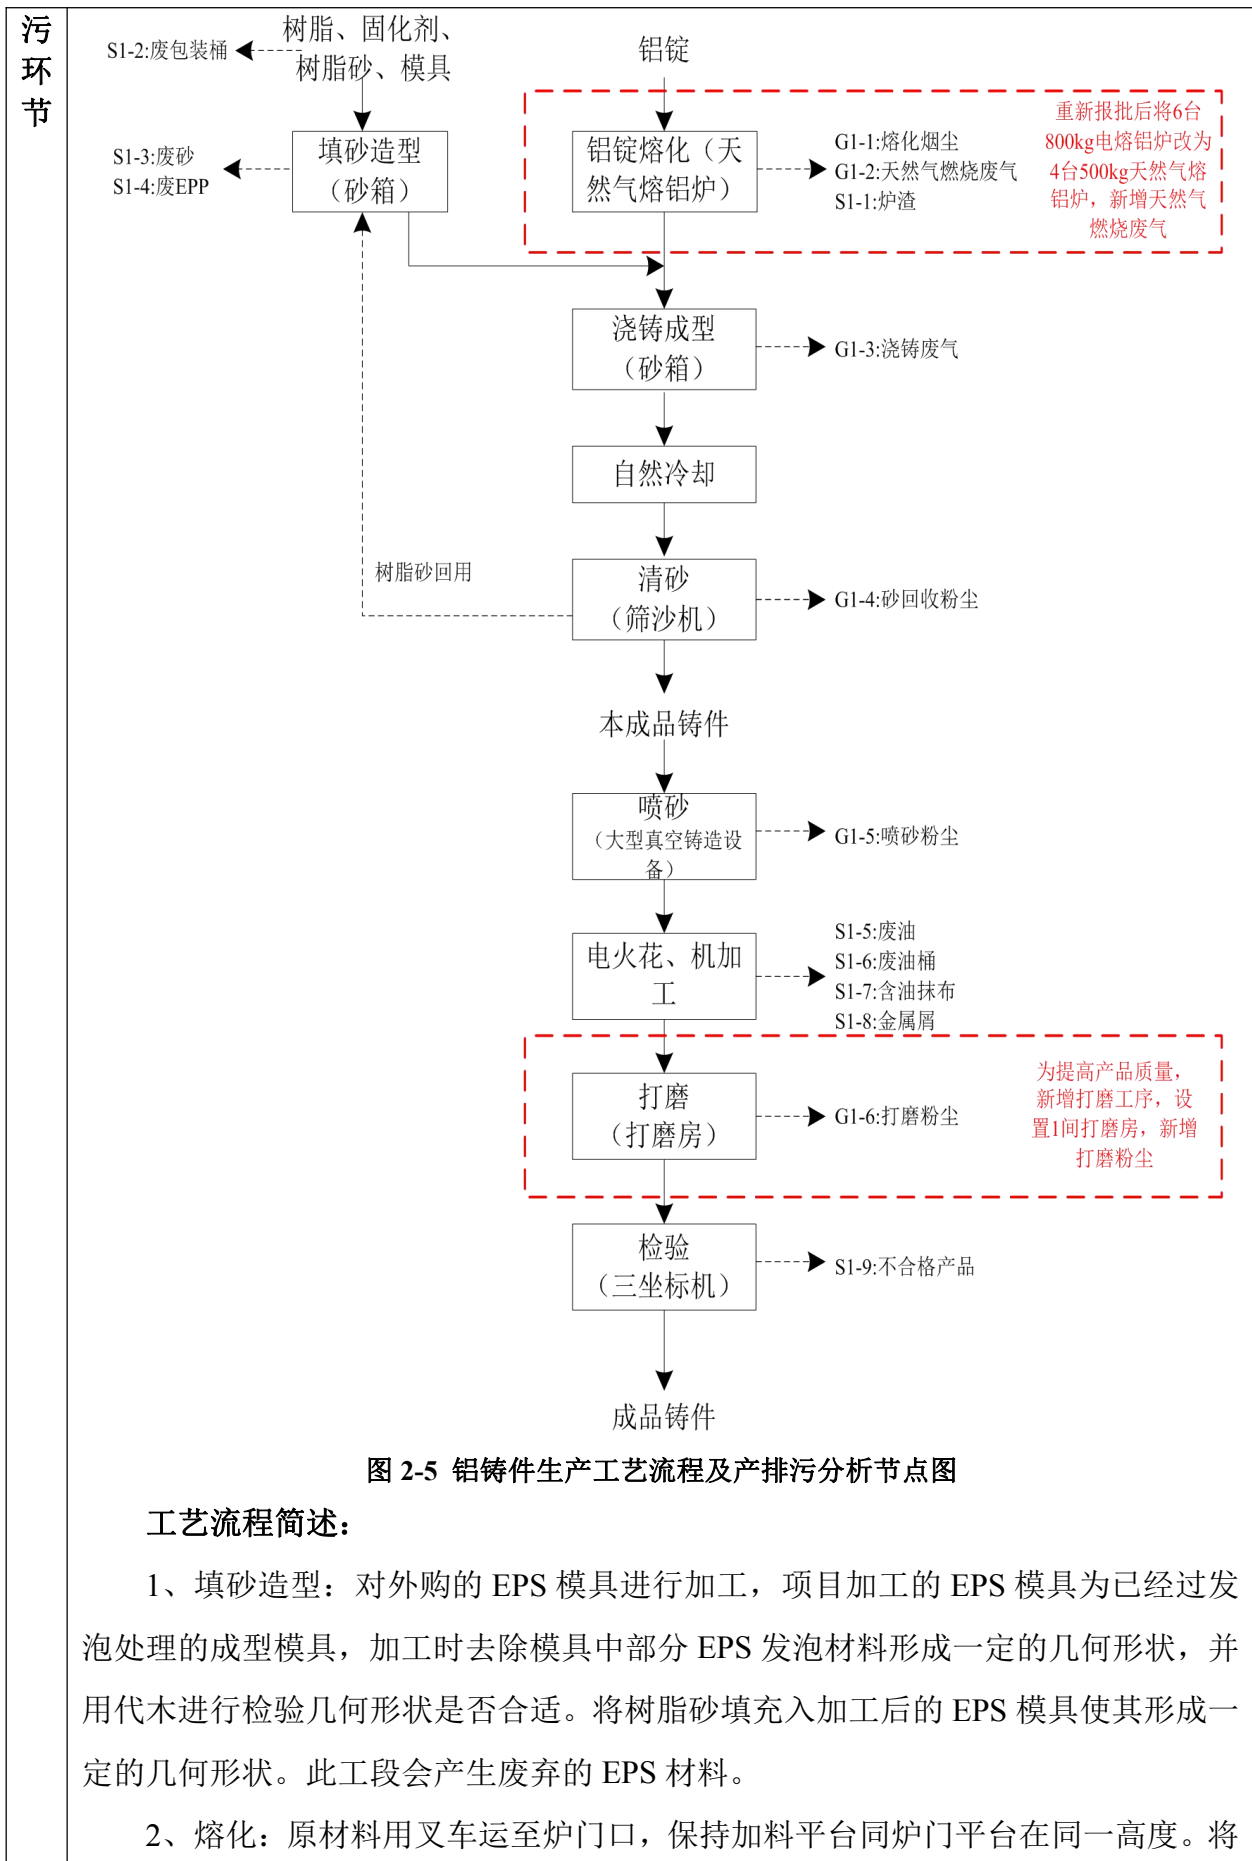 污
环
节
S1-2:废包装桶
树脂、固化剂、
树脂砂、模具
铝锭
S1-3:废砂
S1-4:废EPP
填砂造型
（砂箱）
铝锭熔化（天
然气熔铝炉）
G1-1:熔化烟尘
G1-2:天然气燃烧废气
S1-1:炉渣
重新报批后将6台
800kg电熔铝炉改为
4台500kg天然气熔
铝炉，新增天然气
燃烧废气
浇铸成型
（砂箱）
G1-3:浇铸废气
自然冷却
树脂砂回用
清砂
（筛沙机）
G1-4:砂回收粉尘
本成品铸件
喷砂
（大型真空铸造设
备）
G1-5:喷砂粉尘
电火花、机加
工
S1-5:废油
S1-6:废油桶
S1-7:含油抹布
S1-8:金属屑
打磨
（打磨房）
G1-6:打磨粉尘
为提高产品质量，
新增打磨工序，设
置1间打磨房，新增
打磨粉尘
检验
（三坐标机）
S1-9:不合格产品
成品铸件
图 2-5 铝铸件生产工艺流程及产排污分析节点图
工艺流程简述：
1、填砂造型：对外购的 EPS 模具进行加工，项目加工的 EPS 模具为已经过发
泡处理的成型模具，加工时去除模具中部分 EPS 发泡材料形成一定的几何形状，并
用代木进行检验几何形状是否合适。将树脂砂填充入加工后的 EPS 模具使其形成一
定的几何形状。此工段会产生废弃的 EPS 材料。
2、熔化：原材料用叉车运至炉门口，保持加料平台同炉门平台在同一高度。将